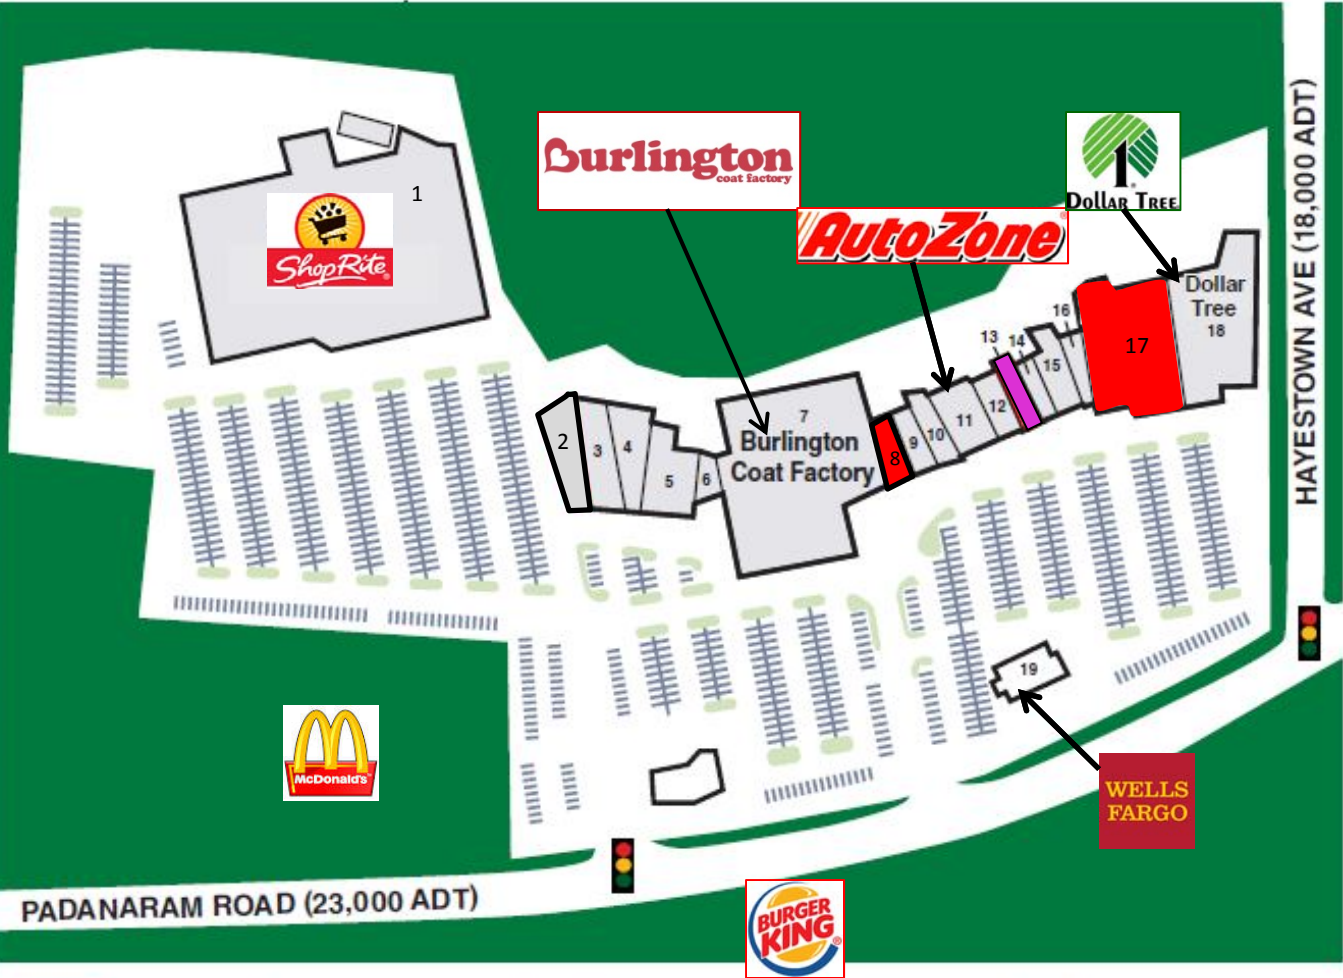 1
ShopRite
Burlington
coat factory
AutoZone
1
DOLLAR TREE
HAYESTOWN AVE (18,000 ADT)
2
3
4
5
6
7
Burlington
Coat Factory
8
9
10
11
12
13
14
15
16
17
Dollar
Tree
18
19
McDonald's
WELLS
FARGO
PADANARAM ROAD (23,000 ADT)
BURGER
KING